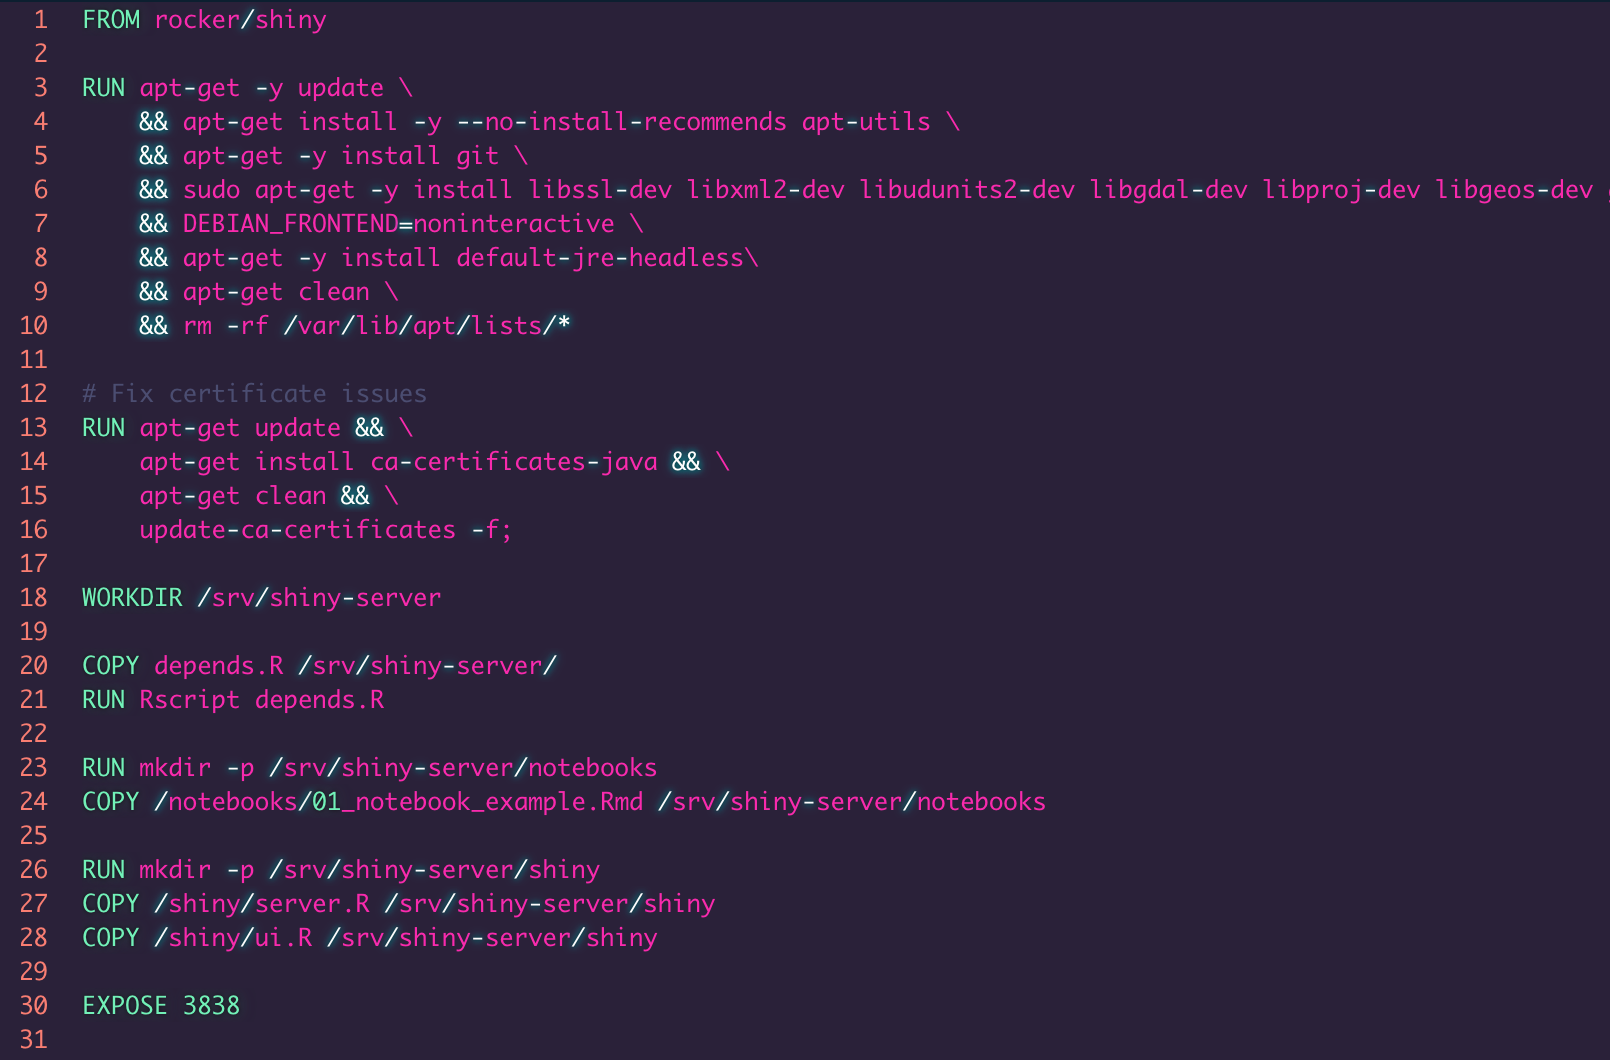 1 FROM rocker/shiny
2
3 RUN apt-get -y update \
4 && apt-get install -y --no-install-recommends apt-utils \
5 && apt-get -y install git \
6 && sudo apt-get -y install libssl-dev libxml2-dev libudunits2-dev libgdal-dev libproj-dev libgeos-dev
7 && DEBIAN_FRONTEND=noninteractive \
8 && apt-get -y install default-jre-headless\
9 && apt-get clean \
10 && rm -rf /var/lib/apt/lists/*
11
12 # Fix certificate issues
13 RUN apt-get update && \
14 apt-get install ca-certificates-java && \
15 apt-get clean && \
16 update-ca-certificates -f;
17
18 WORKDIR /srv/shiny-server
19
20 COPY depends.R /srv/shiny-server/
21 RUN Rscript depends.R
22
23 RUN mkdir -p /srv/shiny-server/notebooks
24 COPY /notebooks/01_notebook_example.Rmd /srv/shiny-server/notebooks
25
26 RUN mkdir -p /srv/shiny-server/shiny
27 COPY /shiny/server.R /srv/shiny-server/shiny
28 COPY /shiny/ui.R /srv/shiny-server/shiny
29
30 EXPOSE 3838
31